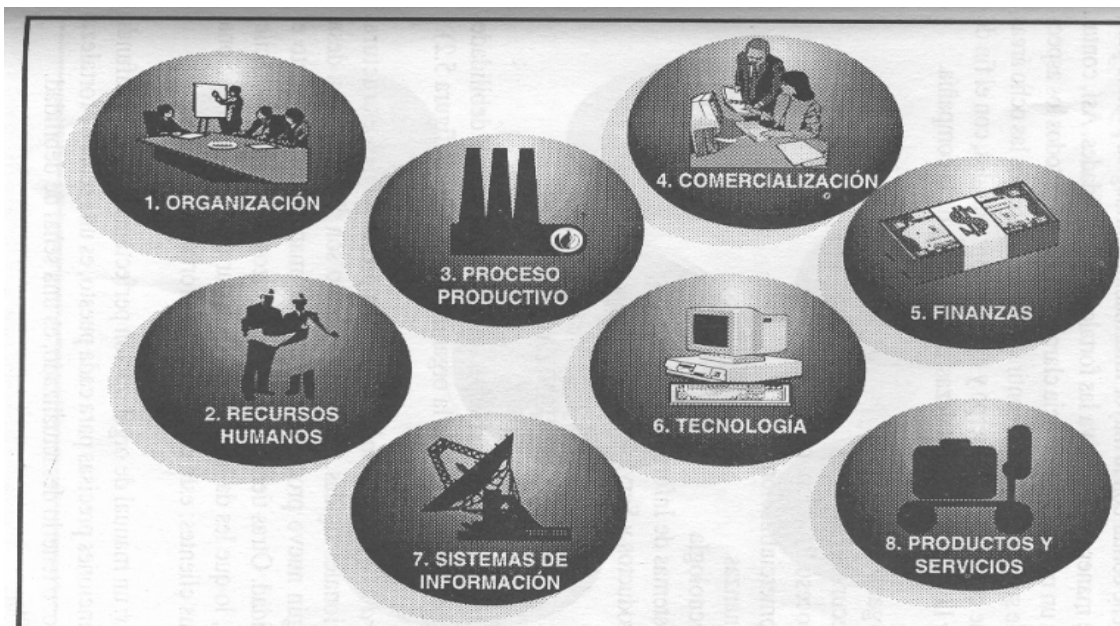 1. ORGANIZACIÓN
2. RECURSOS
HUMANOS
3. PROCESO
PRODUCTIVO
4. COMERCIALIZACIÓN
5. FINANZAS
6. TECNOLOGÍA
7. SISTEMAS DE
INFORMACIÓN
8. PRODUCTOS Y
SERVICIOS